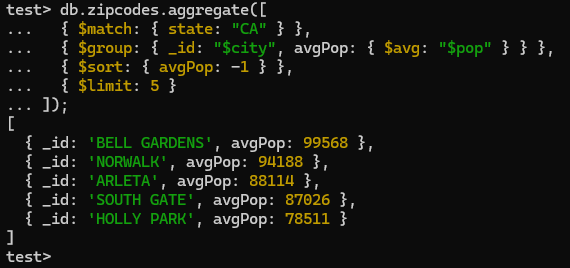 test> db.zipcodes.aggregate([
...   { $match: { state: "CA" } },
...   { $group: { _id: "$city", avgPop: { $avg: "$pop" } } },
...   { $sort: { avgPop: -1 } },
...   { $limit: 5 }
... ]);
[
  { _id: 'BELL GARDENS', avgPop: 99568 },
  { _id: 'NORWALK', avgPop: 94188 },
  { _id: 'ARLETA', avgPop: 88114 },
  { _id: 'SOUTH GATE', avgPop: 87026 },
  { _id: 'HOLLY PARK', avgPop: 78511 }
]
test>